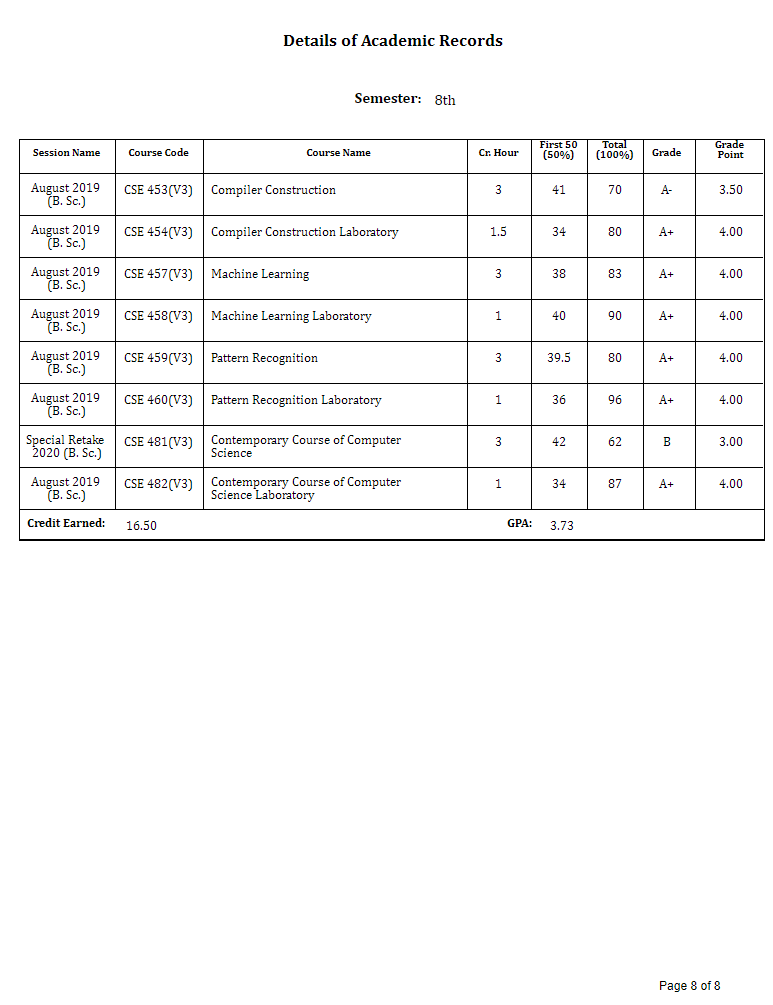 Details of Academic Records
Semester: 8th
Session Name Course Code Course Name Cr. Hour First 50 (50%) Total (100%) Grade Grade Point
August 2019 (B. Sc.) CSE 453(V3) Compiler Construction 3 41 70 A- 3.50
August 2019 (B. Sc.) CSE 454(V3) Compiler Construction Laboratory 1.5 34 80 A+ 4.00
August 2019 (B. Sc.) CSE 457(V3) Machine Learning 3 38 83 A+ 4.00
August 2019 (B. Sc.) CSE 458(V3) Machine Learning Laboratory 1 40 90 A+ 4.00
August 2019 (B. Sc.) CSE 459(V3) Pattern Recognition 3 39.5 80 A+ 4.00
August 2019 (B. Sc.) CSE 460(V3) Pattern Recognition Laboratory 1 36 96 A+ 4.00
Special Retake 2020 (B. Sc.) CSE 481(V3) Contemporary Course of Computer Science 3 42 62 B 3.00
August 2019 (B. Sc.) CSE 482(V3) Contemporary Course of Computer Science Laboratory 1 34 87 A+ 4.00
Credit Earned: 16.50 GPA: 3.73
Page 8 of 8